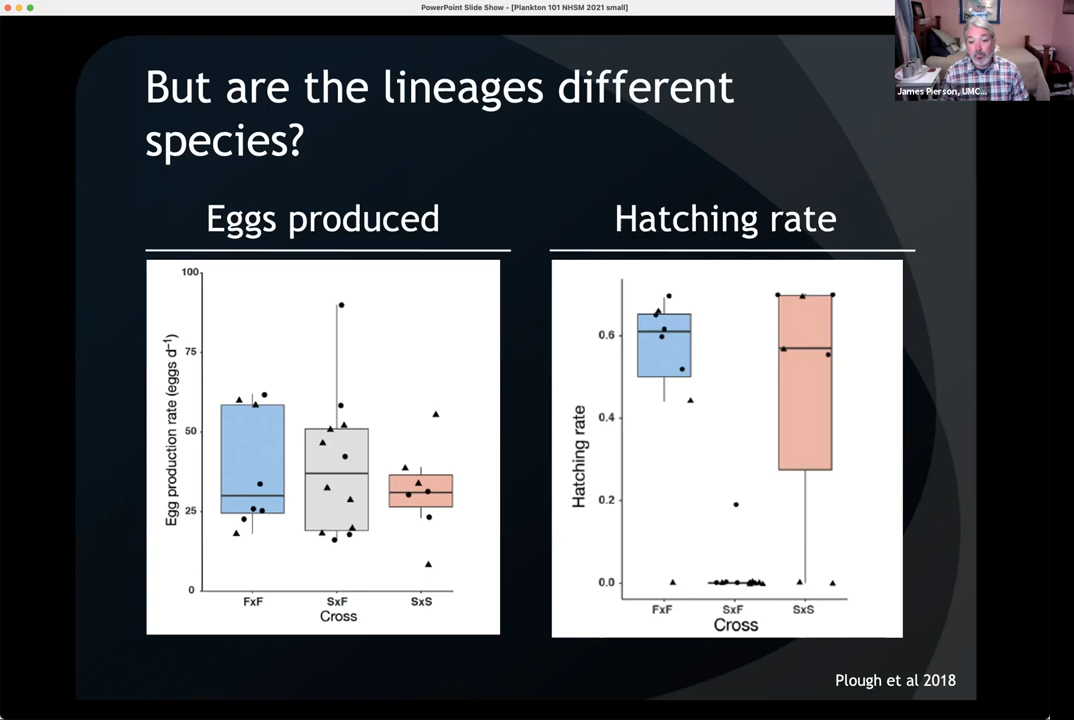 PowerPoint Slide Show - [Plankton 101 NHSM 2021 small]
James Pierson, UMC...
But are the lineages different
species?
Eggs produced
Hatching rate
Egg production rate (eggs d⁻¹)
100
75
50
25
0
FxF SxF SxS
Cross
Hatching rate
0.6
0.4
0.2
0.0
FxF SxF SxS
Cross
Plough et al 2018